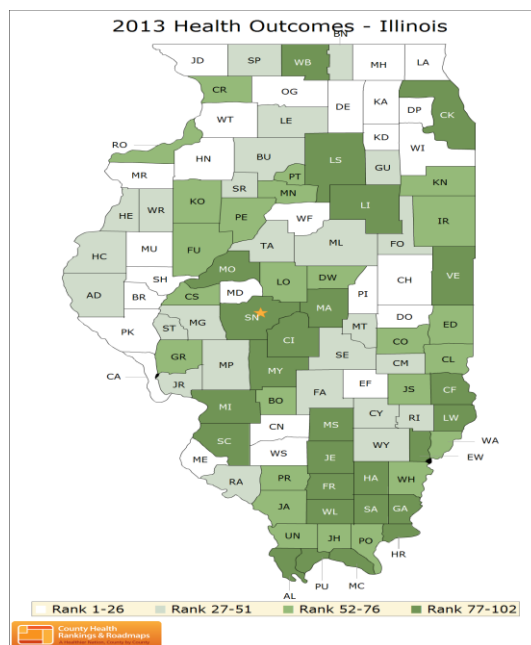 2013 Health Outcomes - Illinois
BN
JD SP WB MH LA
CR OG DE KA DP CK
WT LE KD WI
RO HN BU LS GU
MR PT KN
HE WR KO SR MN LI
PE WF IR
HC MU FU TA ML FO
MO VE
SH LO DW PI CH
AD BR CS MD MA DO
PK ST MG SN MT CO ED
CI
GR SE CM CL
CA JR MP MY EF JS CF
FA
MI BO CY RI LW
CN MS
SC WY WA
ME WS JE EW
RA PR FR HA WH
JA WL SA GA
UN JH PO
HR
AL PU MC
Rank 1-26 Rank 27-51 Rank 52-76 Rank 77-102
County Health
Rankings & Roadmaps
A Healthier Nation, County by County